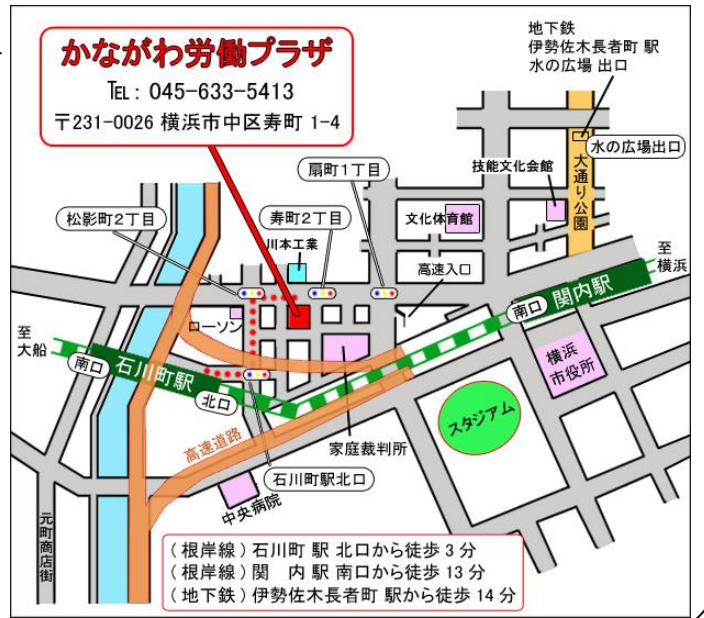 かながわ労働プラザ
TEL: 045-633-5413
〒231-0026 横浜市中区寿町 1-4
地下鉄
伊勢佐木長者町 駅
水の広場 出口
水の広場出口
技能文化会館
大通り公園
扇町1丁目
松影町2丁目
寿町2丁目
文化体育館
川本工業
高速入口
至
横浜
関内駅
南口
ローソン
至
大船
南口
石川町駅
北口
横浜
市役所
スタジアム
高速道路
家庭裁判所
石川町駅北口
中央病院
元町商店街
(根岸線)石川町 駅 北口から徒歩 3 分
(根岸線)関 内 駅 南口から徒歩 13 分
(地下鉄)伊勢佐木長者町 駅から徒歩 14 分